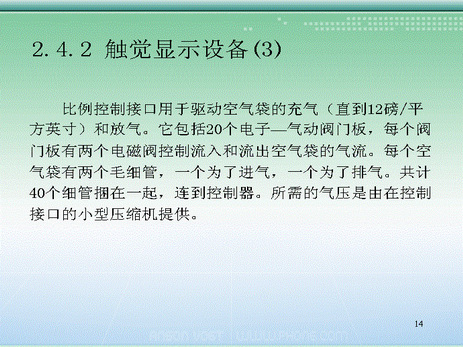 2.4.2 触觉显示设备(3)
比例控制接口用于驱动空气袋的充气（直到12磅/平
方英寸）和放气。它包括20个电子—气动阀门板，每个阀
门板有两个电磁阀控制流入和流出空气袋的气流。每个空
气袋有两个毛细管，一个为了进气，一个为了排气。共计
40个细管捆在一起，连到控制器。所需的气压是由在控制
接口的小型压缩机提供。
14